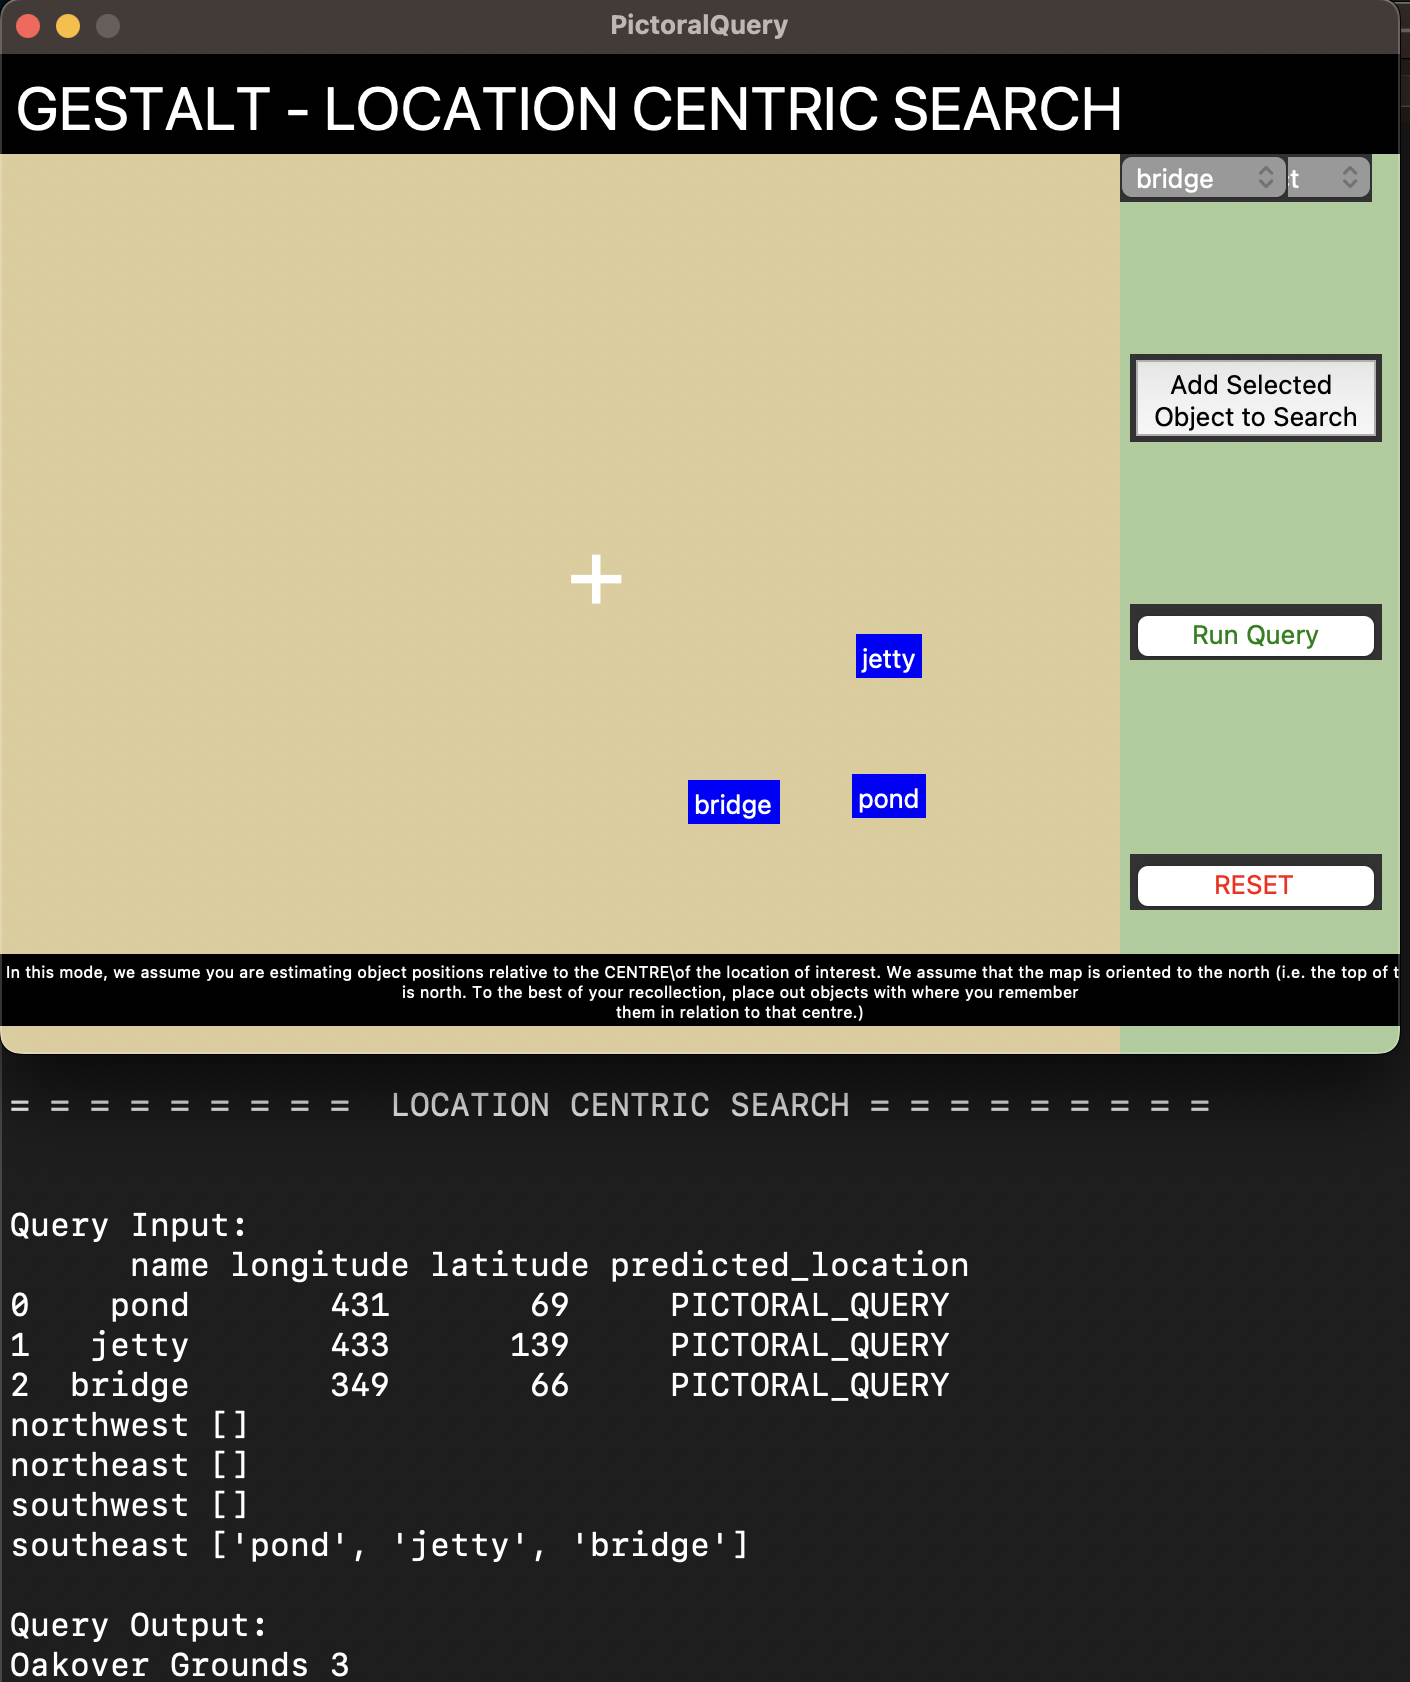 PictoralQuery
GESTALT - LOCATION CENTRIC SEARCH
bridge
t
Add Selected
Object to Search
jetty
Run Query
bridge
pond
RESET
In this mode, we assume you are estimating object positions relative to the CENTRE\of the location of interest. We assume that the map is oriented to the north (i.e. the top of t
is north. To the best of your recollection, place out objects with where you remember
them in relation to that centre.)
= = = = = = = = = LOCATION CENTRIC SEARCH = = = = = = = = =
Query Input:
name longitude latitude predicted_location
0 pond 431 69 PICTORAL_QUERY
1 jetty 433 139 PICTORAL_QUERY
2 bridge 349 66 PICTORAL_QUERY
northwest []
northeast []
southwest []
southeast ['pond', 'jetty', 'bridge']
Query Output:
Oakover Grounds 3